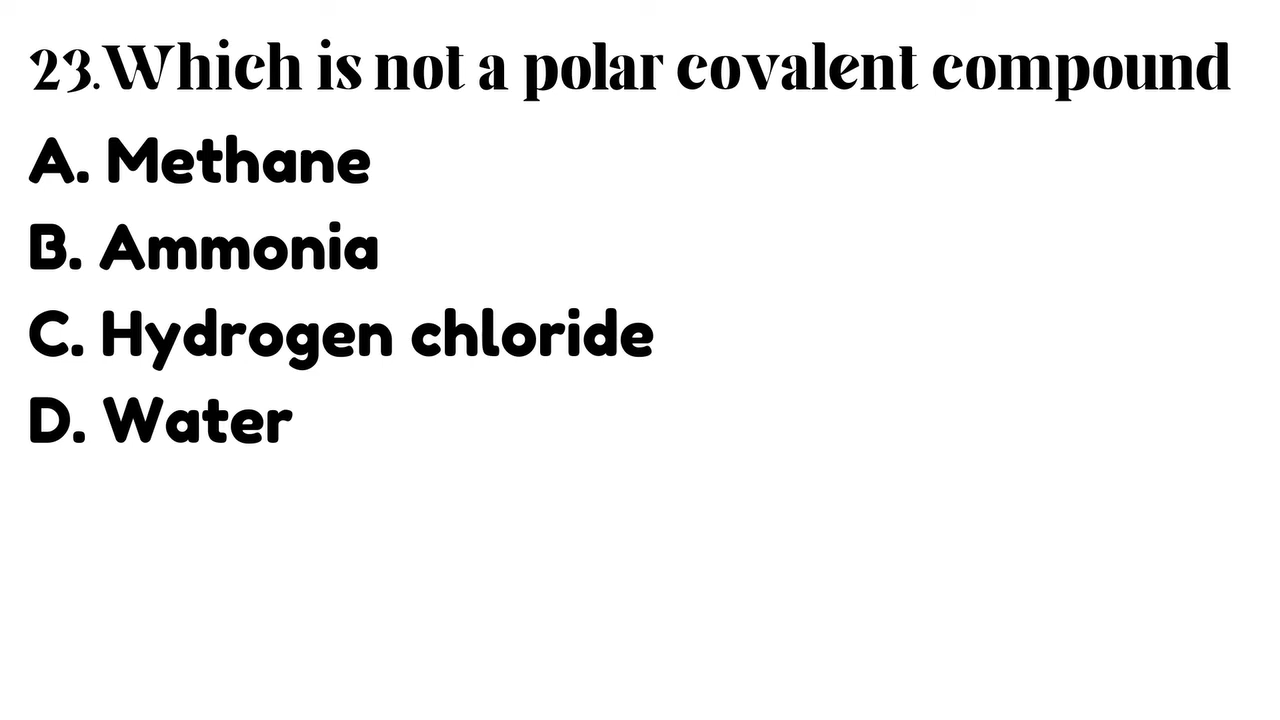 23.Which is not a polar covalent compound
A. Methane
B. Ammonia
C. Hydrogen chloride
D. Water